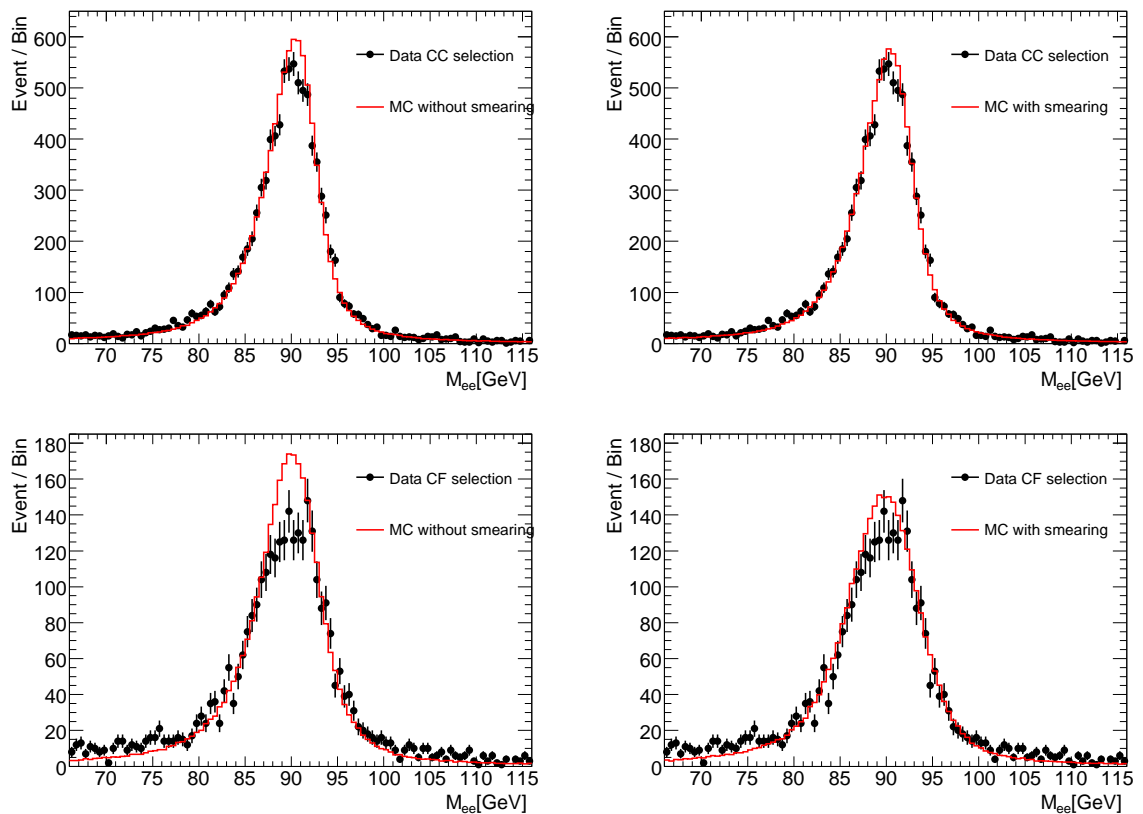 Event / Bin
600
500
400
300
200
100
0
Data CC selection
MC without smearing
70 75 80 85 90 95 100 105 110 115
M_ee[GeV]
Event / Bin
600
500
400
300
200
100
0
Data CC selection
MC with smearing
70 75 80 85 90 95 100 105 110 115
M_ee[GeV]
Event / Bin
180
160
140
120
100
80
60
40
20
0
Data CF selection
MC without smearing
70 75 80 85 90 95 100 105 110 115
M_ee[GeV]
Event / Bin
180
160
140
120
100
80
60
40
20
0
Data CF selection
MC with smearing
70 75 80 85 90 95 100 105 110 115
M_ee[GeV]